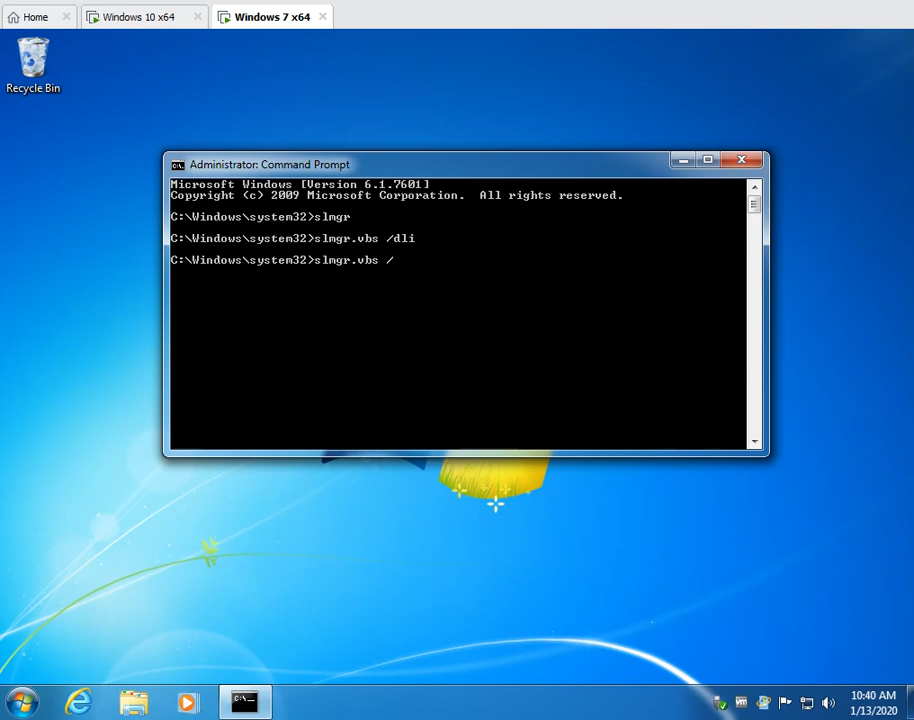 Home
Windows 10 x64
Windows 7 x64
Recycle Bin
Administrator: Command Prompt
Microsoft Windows [Version 6.1.7601]
Copyright (c) 2009 Microsoft Corporation.  All rights reserved.
C:\Windows\system32>slmgr
C:\Windows\system32>slmgr.vbs /dli
C:\Windows\system32>slmgr.vbs /
10:40 AM
1/13/2020